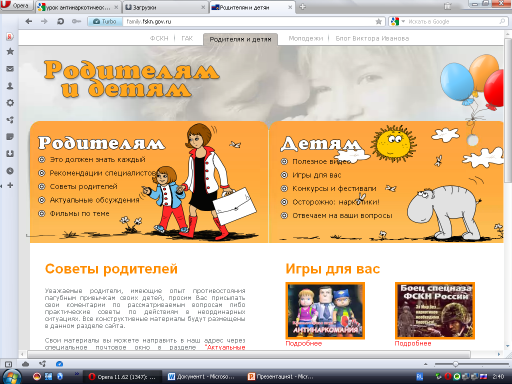 Opera
урок антинаркотическ...
Загрузки
Родители и дети
Turbo
family.fskn.gov.ru
Искать в Google
ФСКН | ГАК
Родителям и детям
Молодежи | Блог Виктора Иванова
Родителям
и детям
Родителям
Это должен знать каждый
Рекомендации специалистов
Советы родителей
Актуальные обсуждения
Фильмы по теме
Детям
Полезное видео
Игры для вас
Конкурсы и фестивали
Осторожно: наркотики!
Отвечаем на ваши вопросы
Советы родителей
Уважаемые родители, имеющие опыт противостояния
пагубным привычкам своих детей, просим Вас присылать
свои коментарии по рассматриваемым вопросам либо
практические советы по действиям в неординарных
ситуациях. Все конструктивные материалы будут размещены
в данном разделе сайта.
Свои материалы вы можете направить в наш адрес через
специальное почтовое окно в разделе "Актуальные
Игры для вас
АНТИНАРКОМАНИЯ
Подробнее
Боец спецназа
ФСКН России
Подробнее
Opera 11.62 (1347): ...
Документ1 - Microso...
Презентация1 - Micr...
2:40